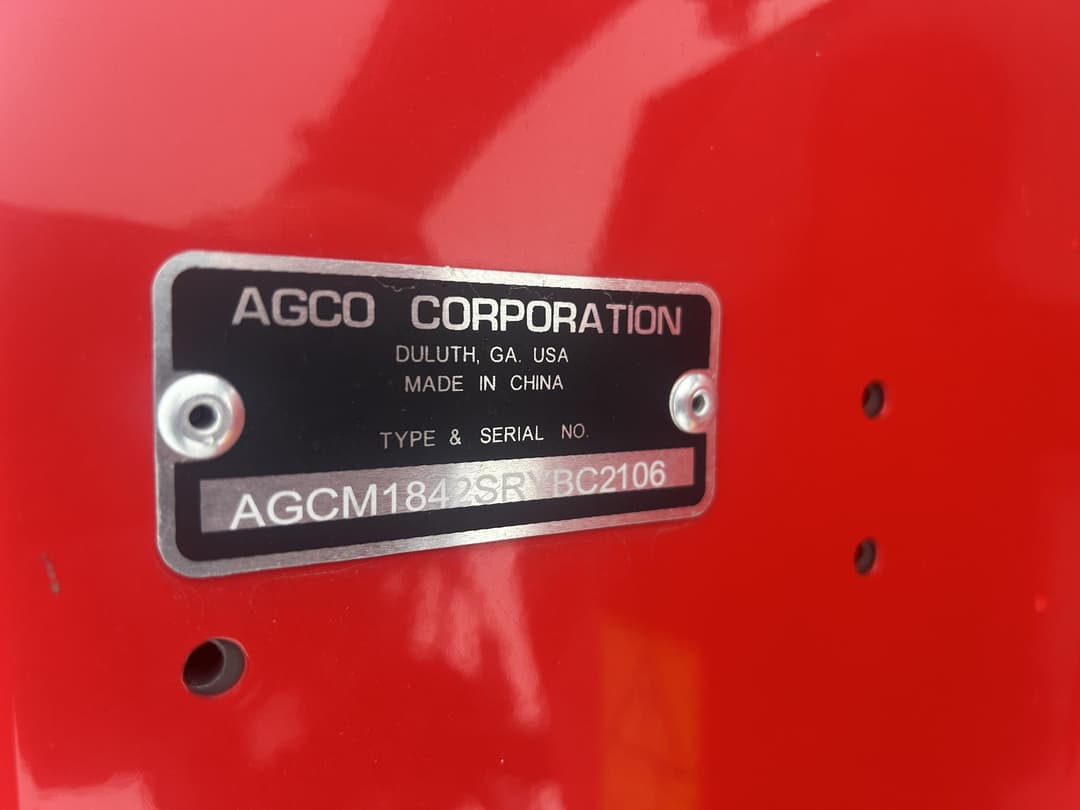 AGCO CORPORATION
DULUTH, GA. USA
MADE IN CHINA
TYPE & SERIAL NO.
AGCM1842SRYBC2106